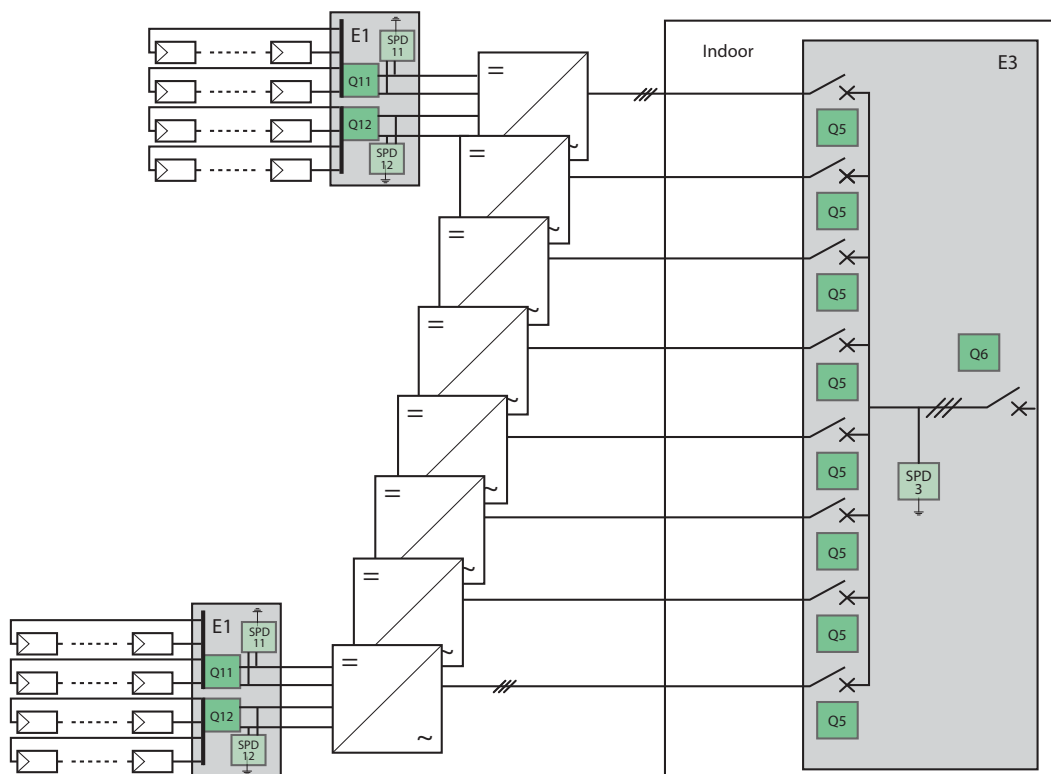 E1
SPD
11
Q11
Q12
SPD
12
=
~
Indoor
E3
Q5
=
~
Q5
=
~
Q5
=
~
Q5
Q6
=
~
Q5
SPD
3
=
~
Q5
=
~
Q5
E1
SPD
11
Q11
Q12
SPD
12
=
~
Q5